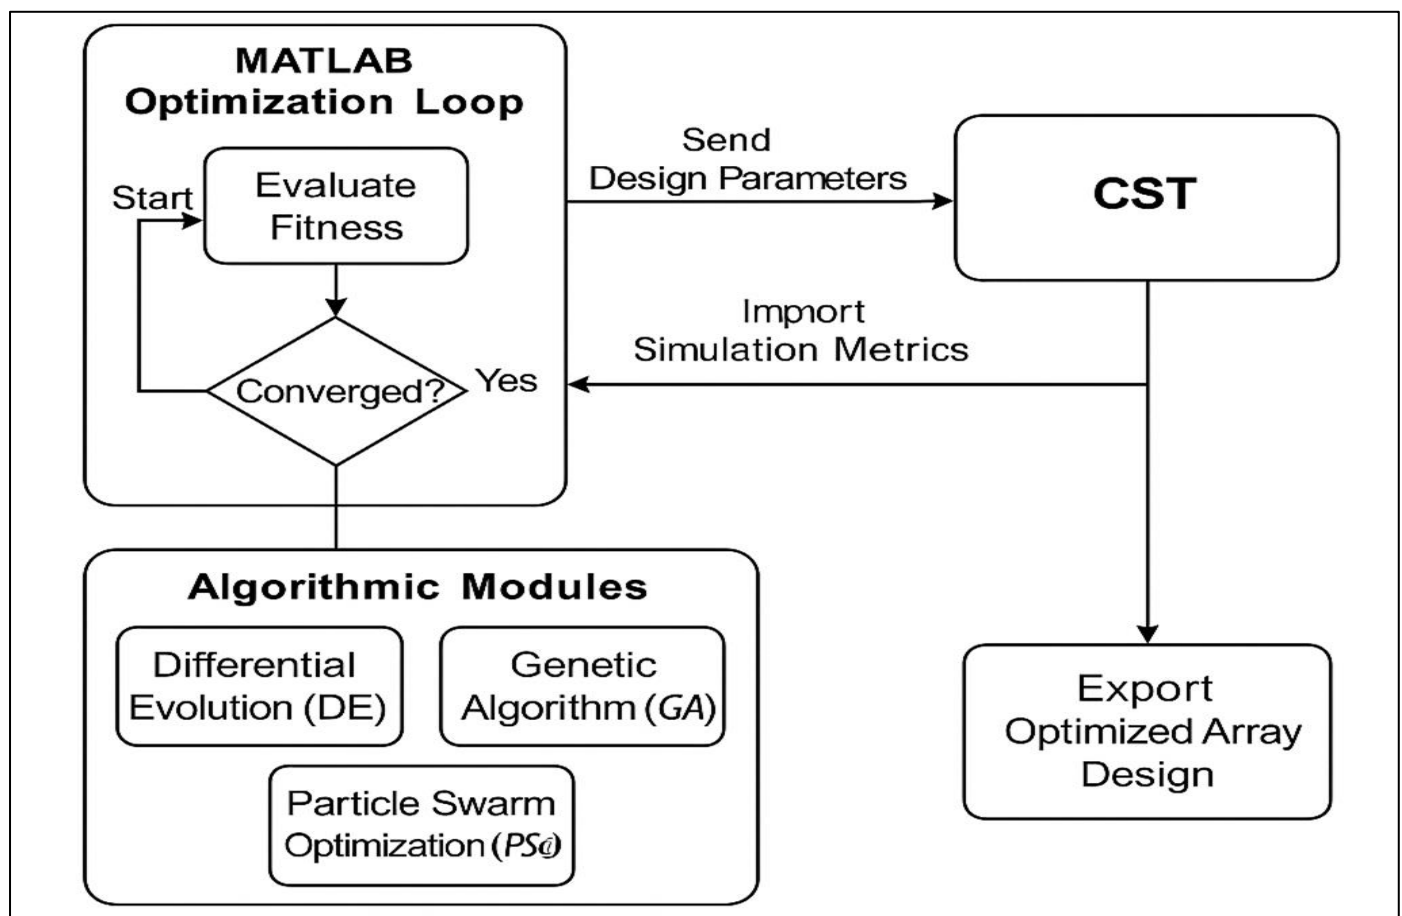 MATLAB
Optimization Loop
Start
Evaluate
Fitness
Converged?
Yes
Send
Design Parameters
CST
Simulation Metrics
Algorithmic Modules
Differential
Evolution (DE)
Genetic
Algorithm (GA)
Particle Swarm
Optimization
Export
Optimized Array
Design